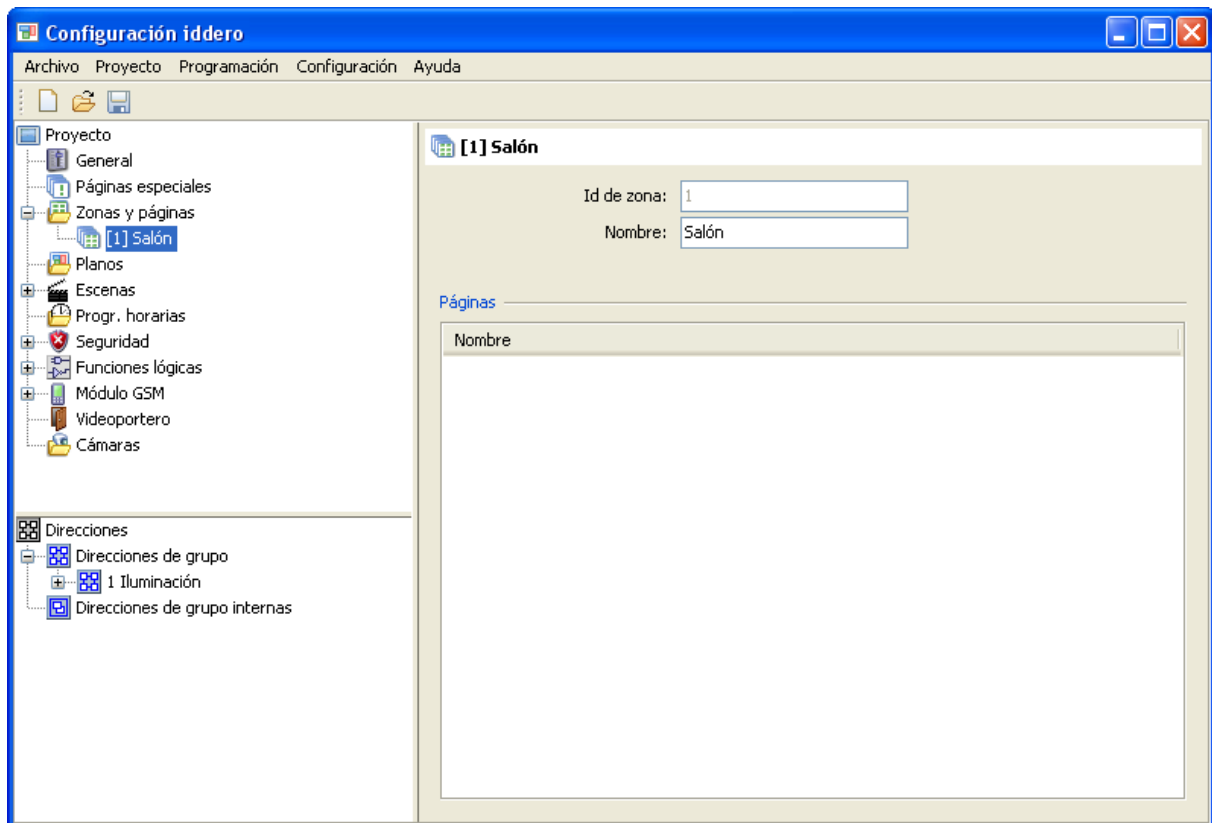 Configuración iddero
Archivo Proyecto Programación Configuración Ayuda
Proyecto
General
Páginas especiales
Zonas y páginas
[1] Salón
Planos
Escenas
Progr. horarias
Seguridad
Funciones lógicas
Módulo GSM
Videoportero
Cámaras
Direcciones
Direcciones de grupo
1 Iluminación
Direcciones de grupo internas
[1] Salón
Id de zona: 1
Nombre: Salón
Páginas
Nombre